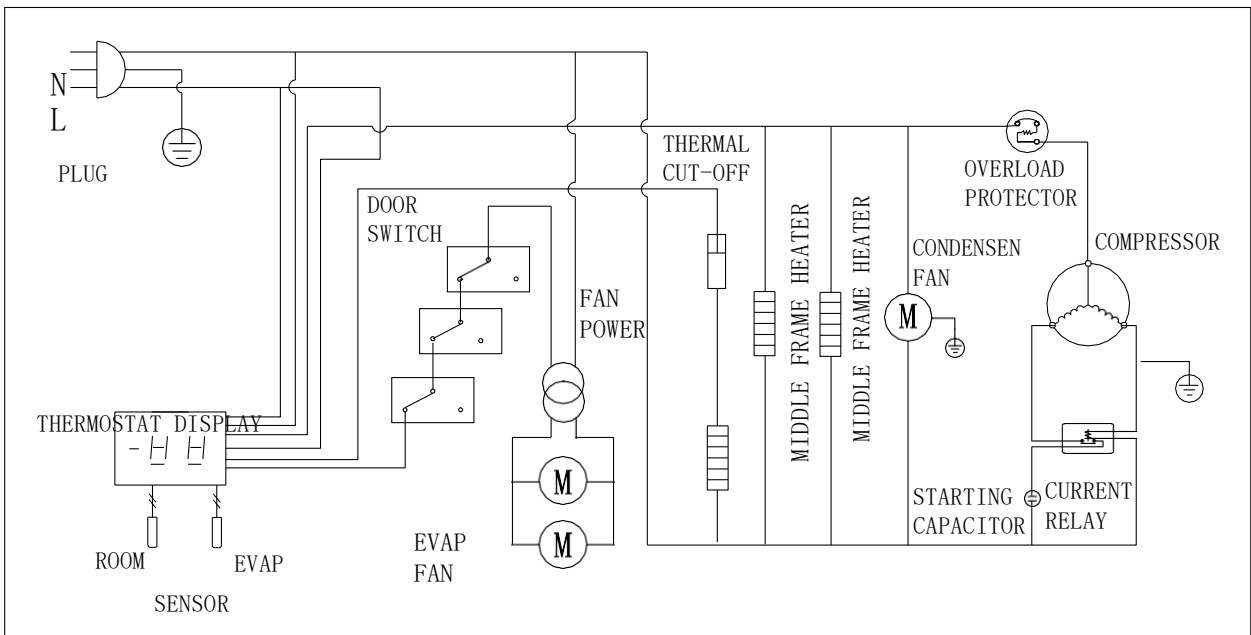 N
L
PLUG
THERMAL
CUT-OFF
OVERLOAD
PROTECTOR
DOOR
SWITCH
MIDDLE FRAME HEATER
MIDDLE FRAME HEATER
CONDENSEN
FAN
COMPRESSOR
FAN
POWER
M
THERMOSTAT DISPLAY
-H H
M
M
STARTING
CAPACITOR
CURRENT
RELAY
EVAP
FAN
ROOM
EVAP
SENSOR